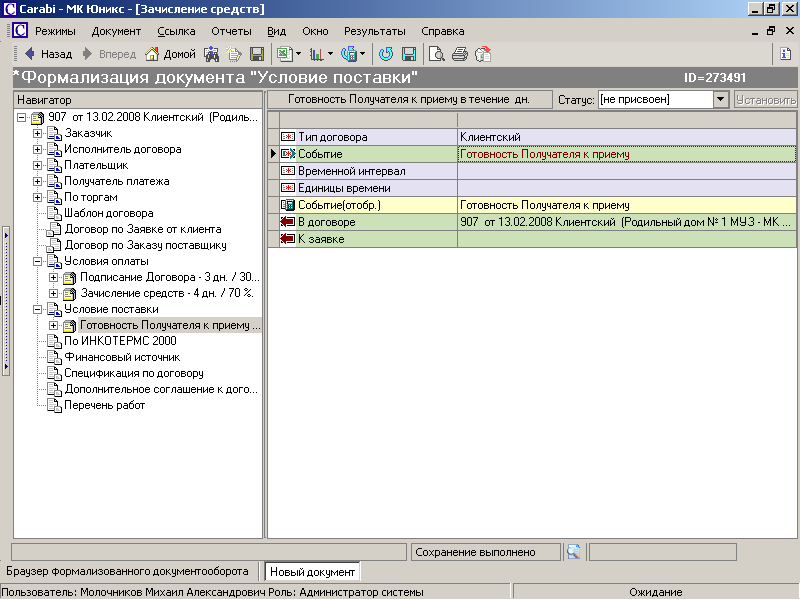 Carabi - МК Юникс - [Зачисление средств]
Режимы Документ Ссылка Отчеты Вид Окно Результаты Справка
Назад Вперед Домой
*Формализация документа "Условие поставки" ID=273491
Навигатор
907 от 13.02.2008 Клиентский (Родиль...
Заказчик
Исполнитель договора
Плательщик
Получатель платежа
По торгам
Шаблон договора
Договор по Заявке от клиента
Договор по Заказу поставщику
Условия оплаты
Подписание Договора - 3 дн. / 30...
Зачисление средств - 4 дн. / 70 %.
Условие поставки
Готовность Получателя к приему ...
По ИНКОТЕРМС 2000
Финансовый источник
Спецификация по договору
Дополнительное соглашение к дого...
Перечень работ
Готовность Получателя к приему в течение дн. Статус: [не присвоен] Установить
Тип договора Клиентский
Событие Готовность Получателя к приему
Временной интервал
Единицы времени
Событие(отобр.) Готовность Получателя к приему
В договоре 907 от 13.02.2008 Клиентский (Родильный дом № 1 МУЗ - МК ...
К заявке
Сохранение выполнено
Браузер формализованного документооборота Новый документ
Пользователь: Молочников Михаил Александрович Роль: Администратор системы Ожидание